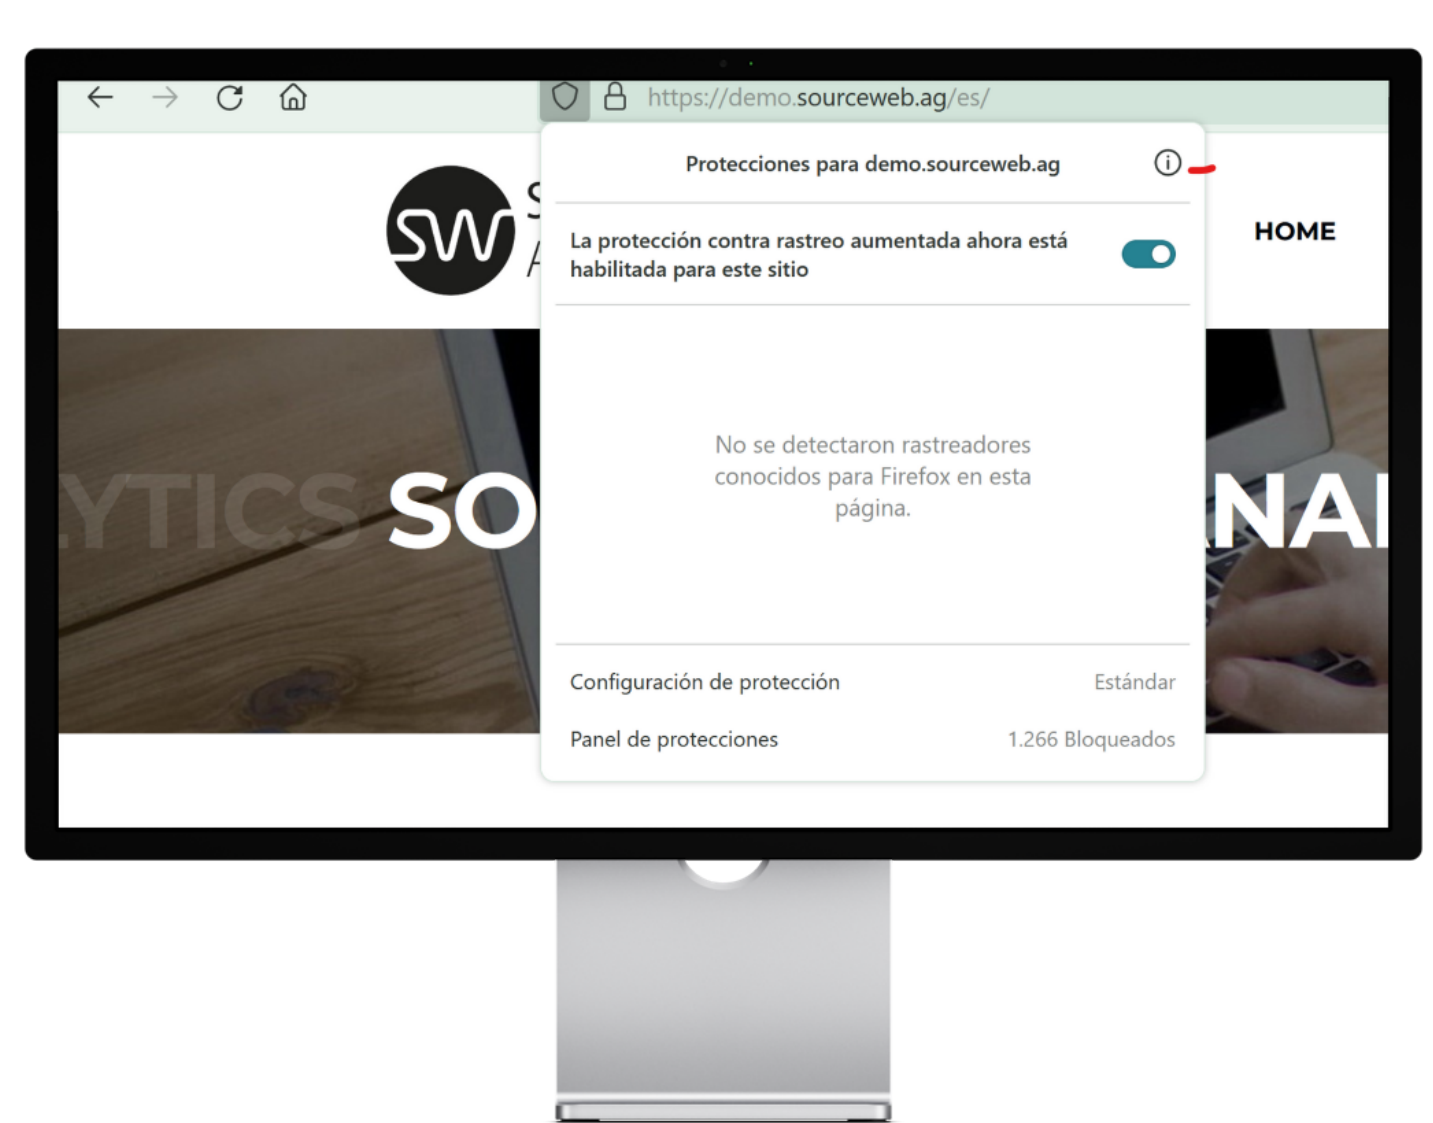 https://demo.sourceweb.ag/es/
Protecciones para demo.sourceweb.ag
SW
HOME
La protección contra rastreo aumentada ahora está
habilitada para este sitio
No se detectaron rastreadores
conocidos para Firefox en esta
página.
YTICS SO
NA
Configuración de protección Estándar
Panel de protecciones 1.266 Bloqueados